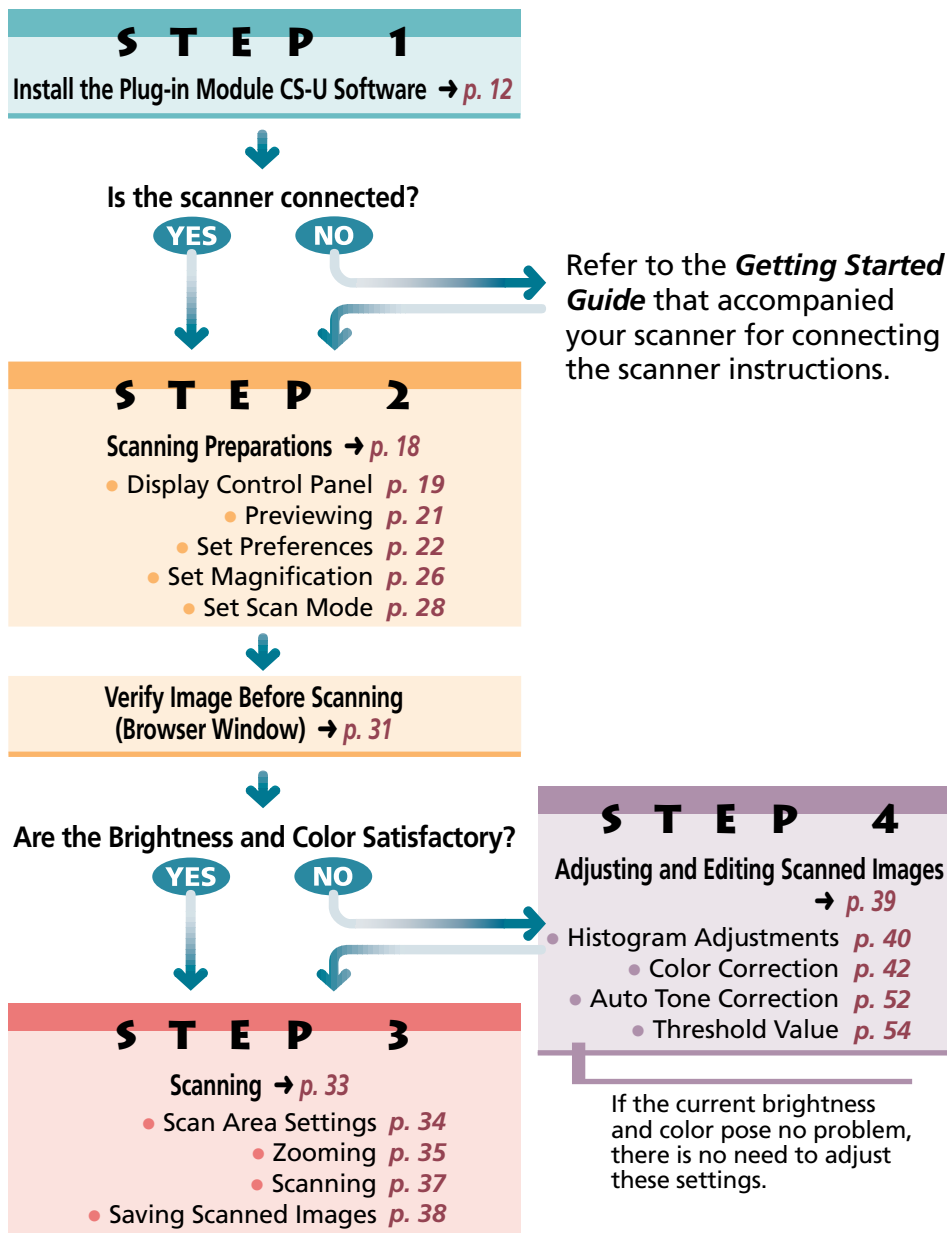 STEP 1
Install the Plug-in Module CS-U Software ➜ p. 12
Is the scanner connected?
YES NO
Refer to the Getting Started
Guide that accompanied
your scanner for connecting
the scanner instructions.
STEP 2
Scanning Preparations ➜ p. 18
• Display Control Panel p. 19
• Previewing p. 21
• Set Preferences p. 22
• Set Magnification p. 26
• Set Scan Mode p. 28
Verify Image Before Scanning
(Browser Window) ➜ p. 31
Are the Brightness and Color Satisfactory?
YES NO
STEP 4
Adjusting and Editing Scanned Images
➜ p. 39
• Histogram Adjustments p. 40
• Color Correction p. 42
• Auto Tone Correction p. 52
• Threshold Value p. 54
If the current brightness
and color pose no problem,
there is no need to adjust
these settings.
STEP 3
Scanning ➜ p. 33
• Scan Area Settings p. 34
• Zooming p. 35
• Scanning p. 37
• Saving Scanned Images p. 38